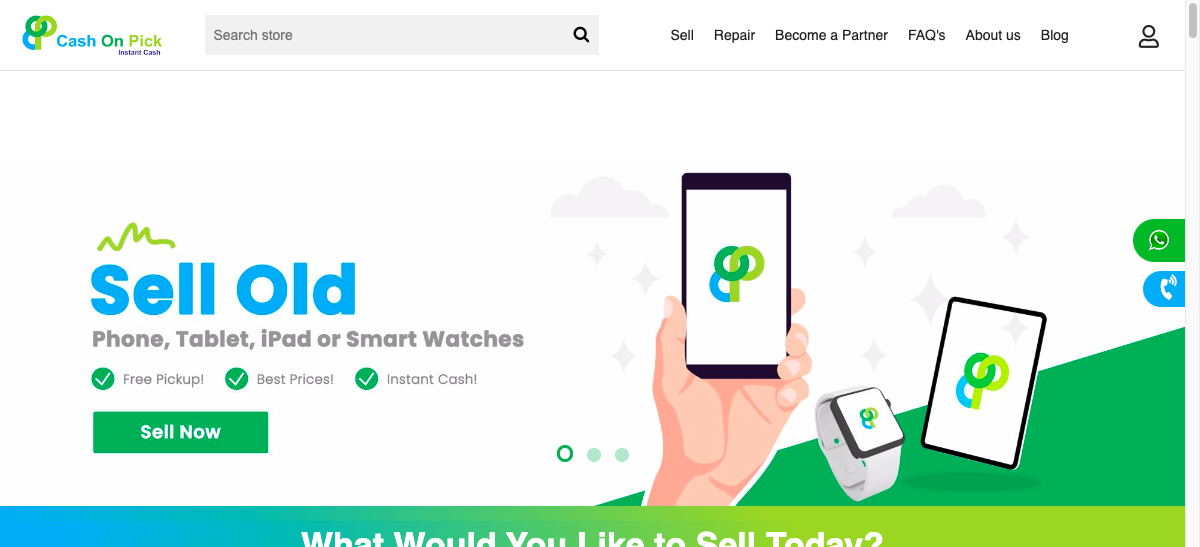 Cash On Pick
Instant Cash
Search store
Sell
Repair
Become a Partner
FAQ's
About us
Blog
Sell Old
Phone, Tablet, iPad or Smart Watches
Free Pickup!
Best Prices!
Instant Cash!
Sell Now
What Would You Like to Sell Today?